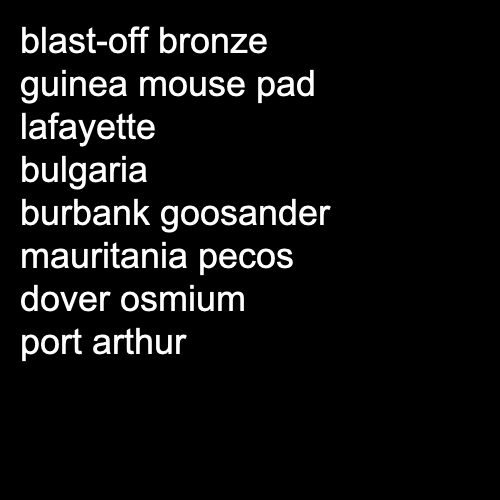 blast-off bronze
guinea mouse pad
lafayette
bulgaria
burbank goosander
mauritania pecos
dover osmium
port arthur